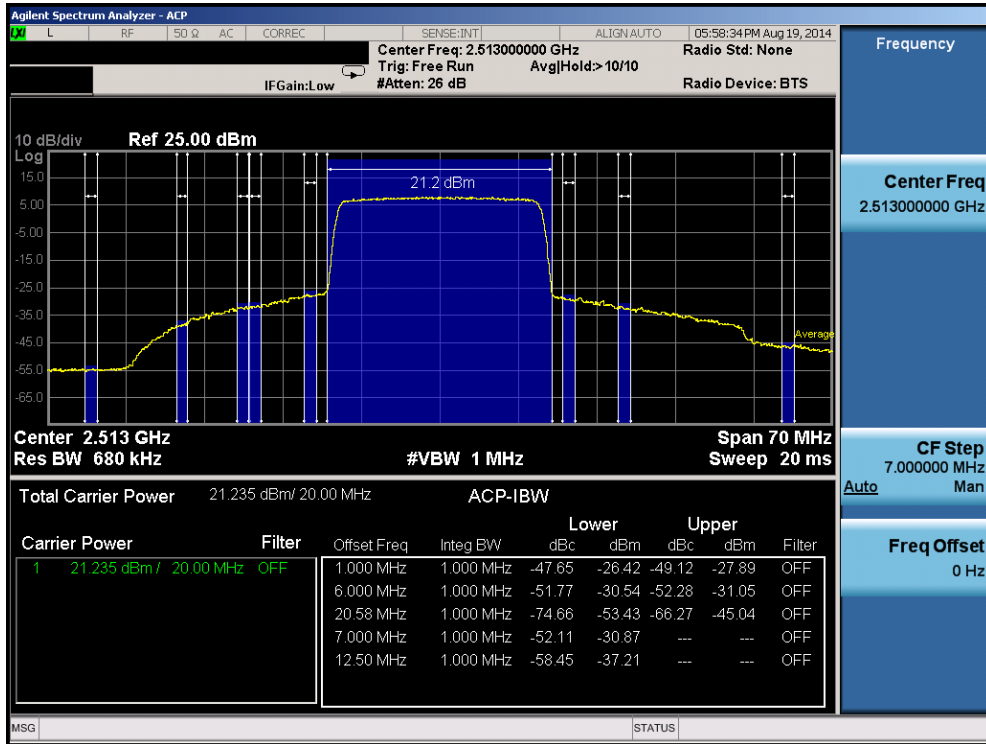 Agilent Spectrum Analyzer - ACP
LXI L RF 50 Ω AC CORREC SENSE:INT ALIGN AUTO 05:58:34 PM Aug 19, 2014
Center Freq: 2.513000000 GHz Radio Std: None
Trig: Free Run Avg|Hold:>10/10
IFGain:Low #Atten: 26 dB Radio Device: BTS
10 dB/div Ref 25.00 dBm
Log
15.0
5.00
-5.00
-15.0
-25.0
-35.0
-45.0
-55.0
-65.0
21.2 dBm
Average
Center 2.513 GHz Span 70 MHz
Res BW 680 kHz #VBW 1 MHz Sweep 20 ms
Total Carrier Power 21.235 dBm/ 20.00 MHz ACP-IBW
Lower Upper
Carrier Power Filter Offset Freq Integ BW dBc dBm dBc dBm Filter
1 21.235 dBm / 20.00 MHz OFF 1.000 MHz 1.000 MHz -47.65 -26.42 -49.12 -27.89 OFF
6.000 MHz 1.000 MHz -51.77 -30.54 -52.28 -31.05 OFF
20.58 MHz 1.000 MHz -74.66 -53.43 -66.27 -45.04 OFF
7.000 MHz 1.000 MHz -52.11 -30.87 --- --- OFF
12.50 MHz 1.000 MHz -58.45 -37.21 --- --- OFF
MSG STATUS
Frequency
Center Freq
2.513000000 GHz
CF Step
7.000000 MHz
Auto Man
Freq Offset
0 Hz